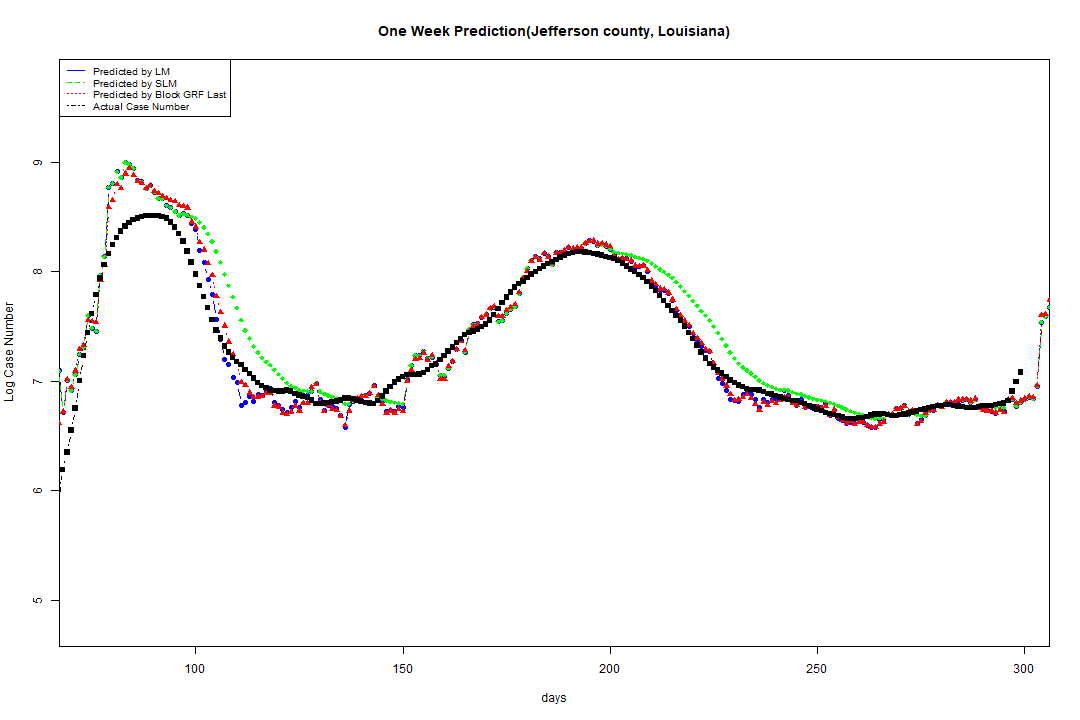 One Week Prediction(Jefferson county, Louisiana)
Predicted by LM
Predicted by SLM
Predicted by Block GRF Last
Actual Case Number
9
8
7
6
5
Log Case Number
100 150 200 250 300
days